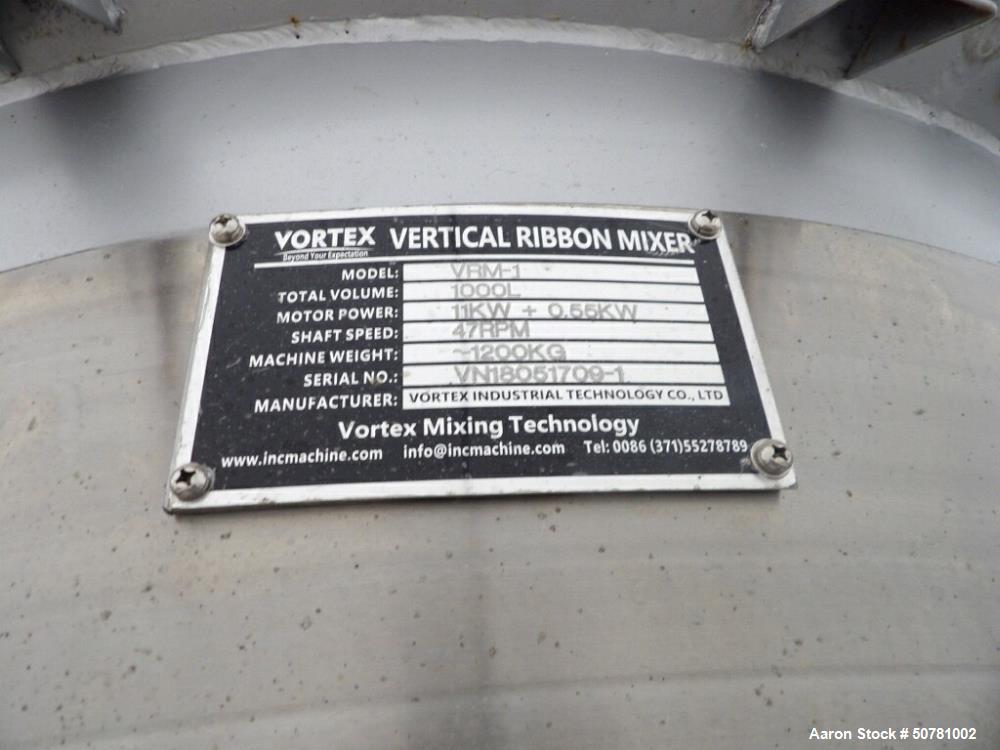 VORTEX VERTICAL RIBBON MIXER
Beyond Your Expectation
MODEL: VRM-1
TOTAL VOLUME: 1000L
MOTOR POWER: 11KW + 0.55KW
SHAFT SPEED: 47RPM
MACHINE WEIGHT: ~1200KG
SERIAL NO.: VN18051709-1
MANUFACTURER: VORTEX INDUSTRIAL TECHNOLOGY CO., LTD
Vortex Mixing Technology
www.incmachine.com info@incmachine.com Tel: 0086 (371)55278789
Aaron Stock # 50781002